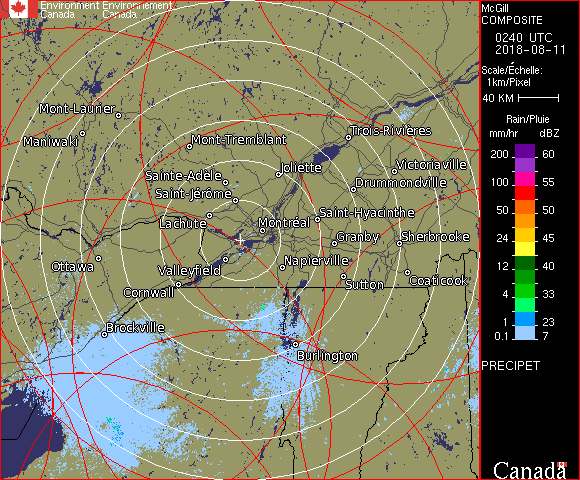 Environment Environnement
Canada Canada
McGill
COMPOSITE
0240 UTC
2018-08-11
Scale/Échelle:
1km/Pixel
40 KM
Rain/Pluie
mm/hr dBZ
200 60
150 57
100 55
50 50
24 45
12 40
4 33
1 23
0.1 7
PRECIPET
Canada
Mont-Laurier
Maniwaki
Mont-Tremblant
Trois-Rivières
Joliette
Victoriaville
Sainte-Adèle
Drummondville
Saint-Jérôme
Lachute
Saint-Hyacinthe
Montréal
Granby
Sherbrooke
Ottawa
Valleyfield
Napierville
Cornwall
Sutton
Coaticook
Brockville
Burlington